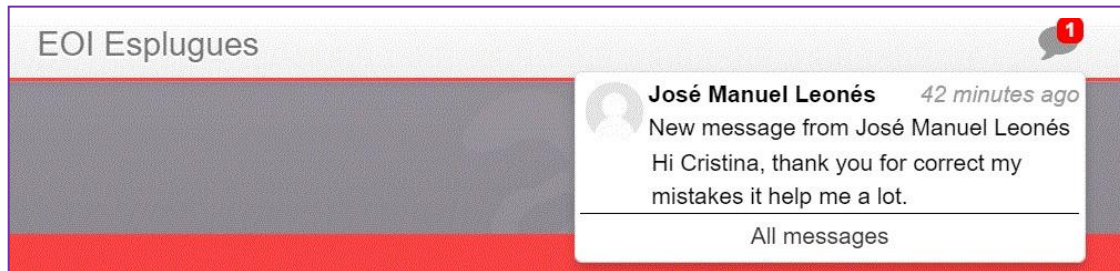 EOI Esplugues
1
José Manuel Leonés 42 minutes ago
New message from José Manuel Leonés
Hi Cristina, thank you for correct my
mistakes it help me a lot.
All messages